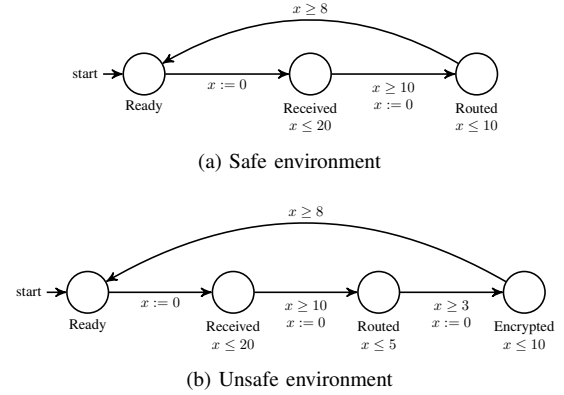 x ≥ 8
start
x := 0
x ≥ 10
Ready
Received
x := 0
Routed
x ≤ 20
x ≤ 10
(a) Safe environment
x ≥ 8
start
x := 0
x ≥ 10
x ≥ 3
Ready
Received
x := 0
Routed
x := 0
Encrypted
x ≤ 20
x ≤ 5
x ≤ 10
(b) Unsafe environment